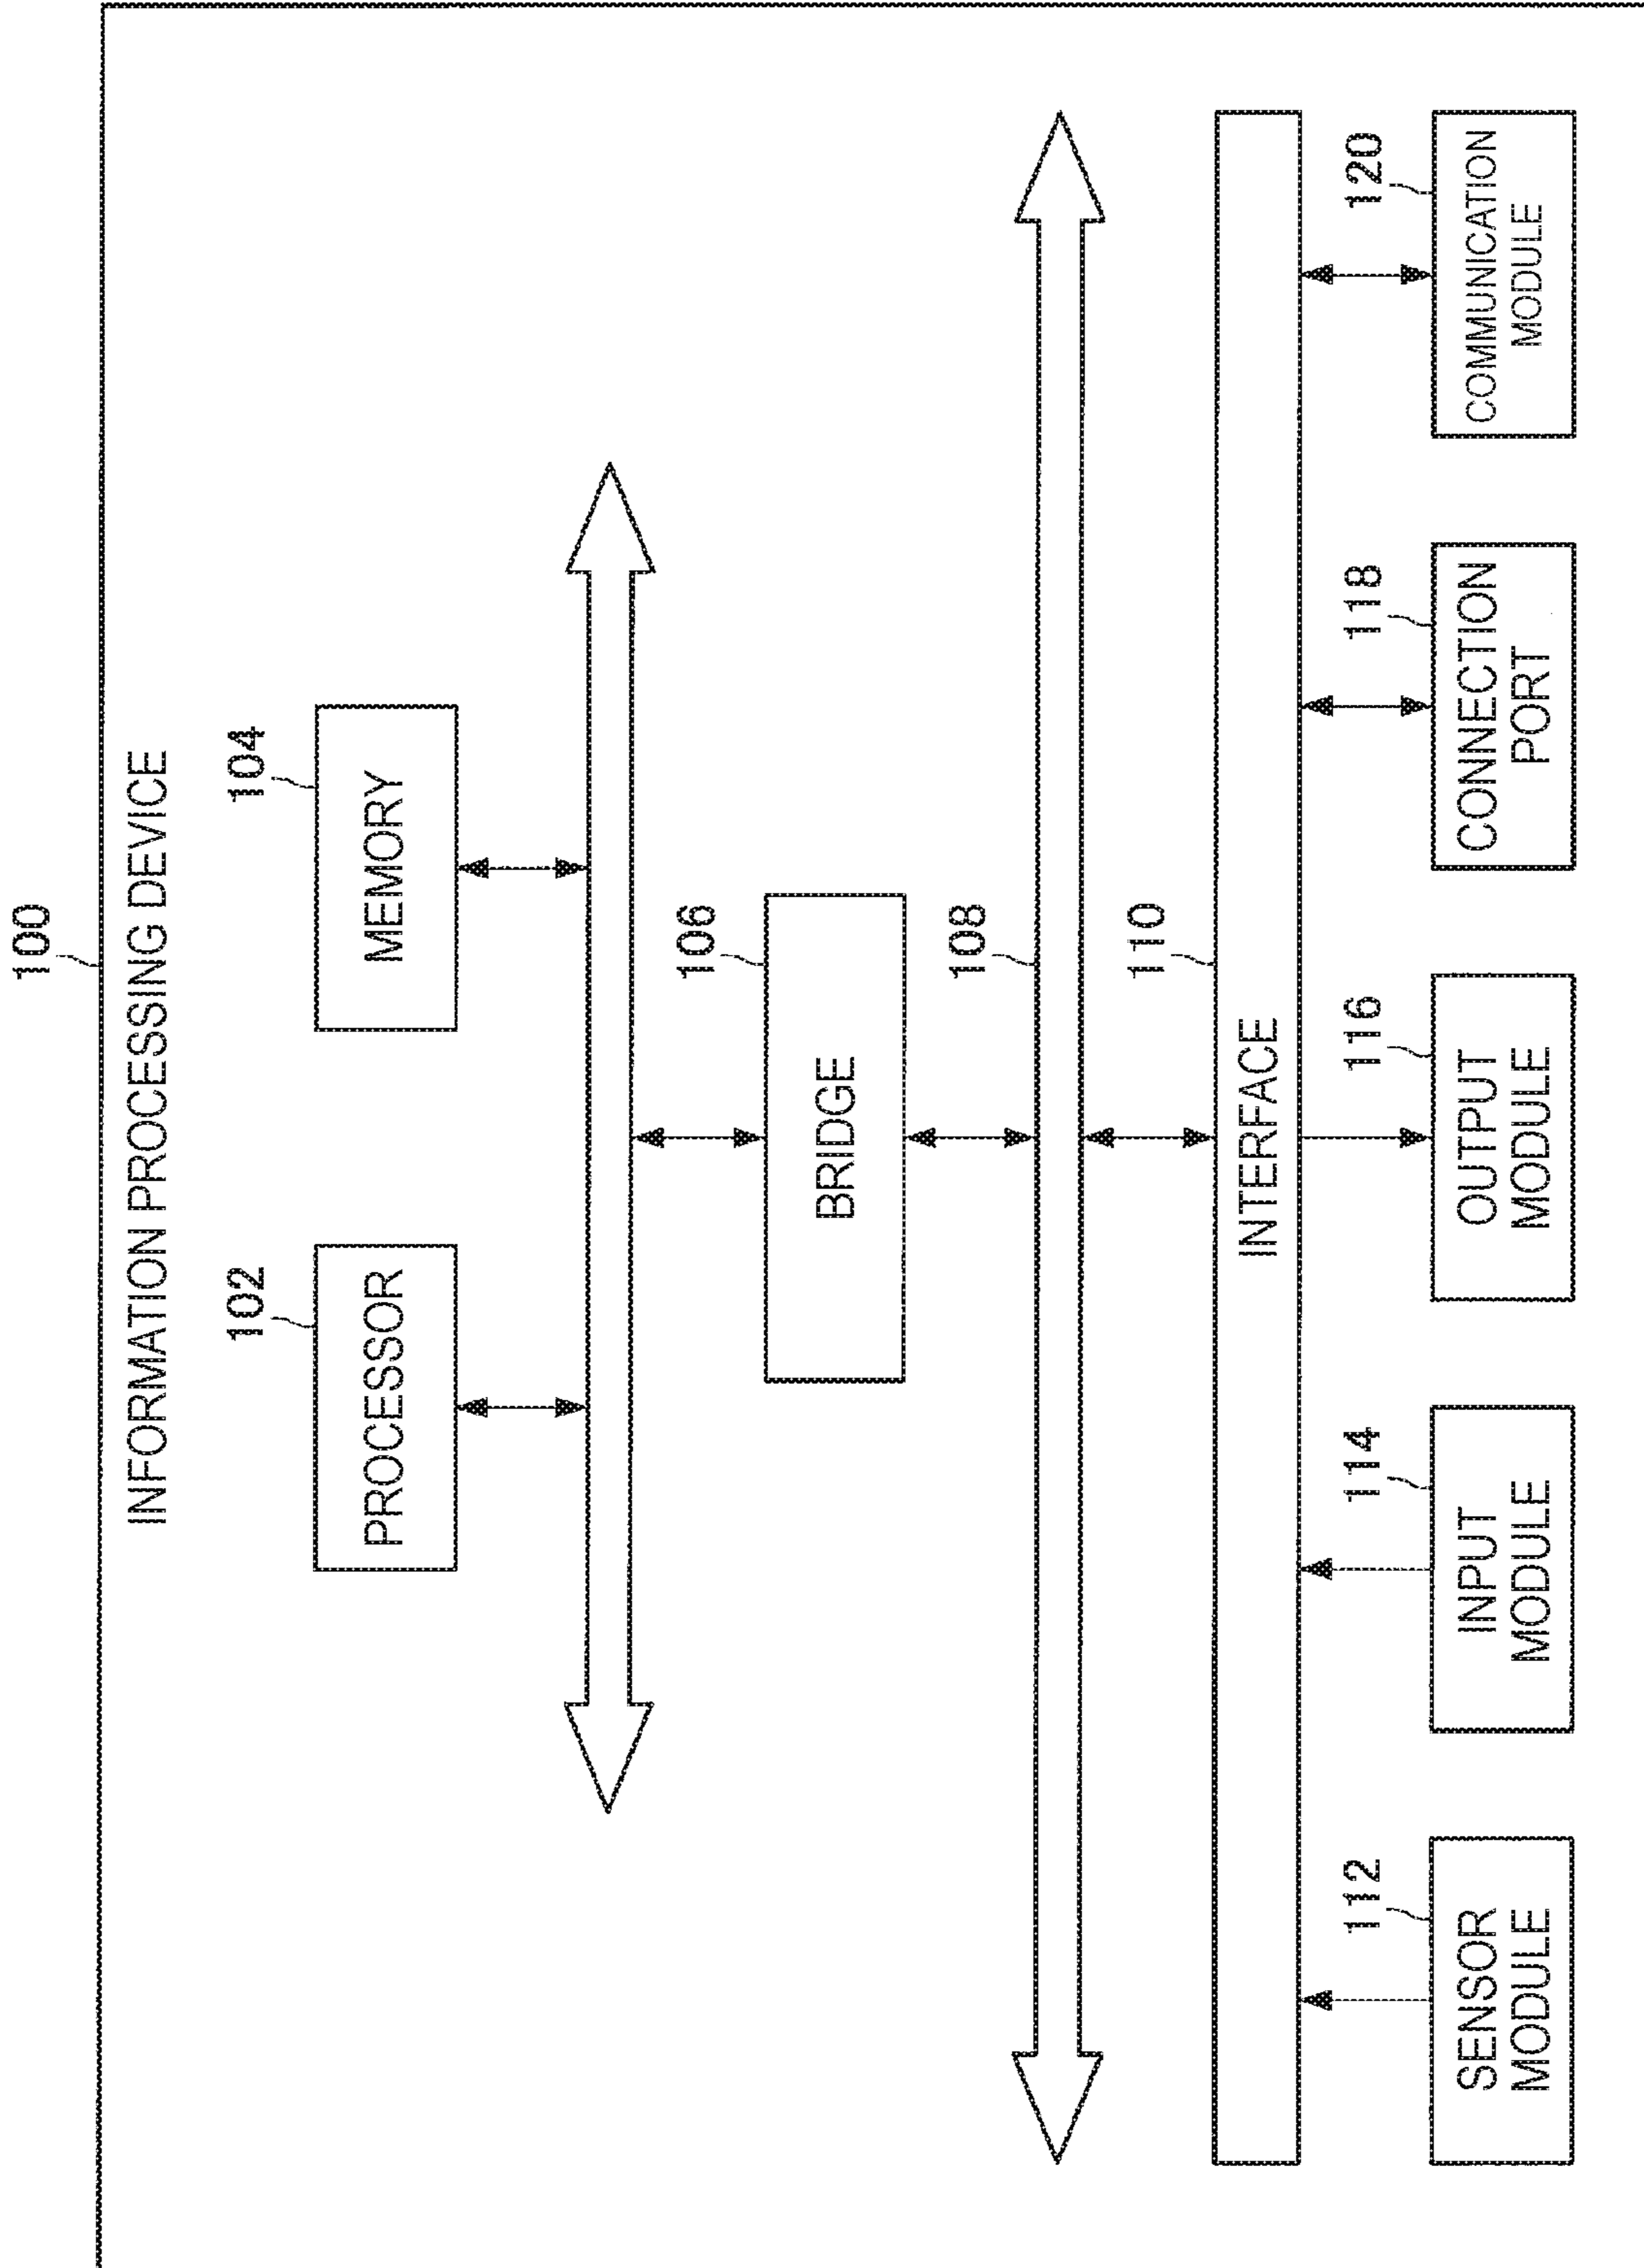 100
INFORMATION PROCESSING DEVICE
102
PROCESSOR
104
MEMORY
106
BRIDGE
108
110
INTERFACE
112
SENSOR
MODULE
114
INPUT
MODULE
116
OUTPUT
MODULE
118
CONNECTION
PORT
120
COMMUNICATION
MODULE